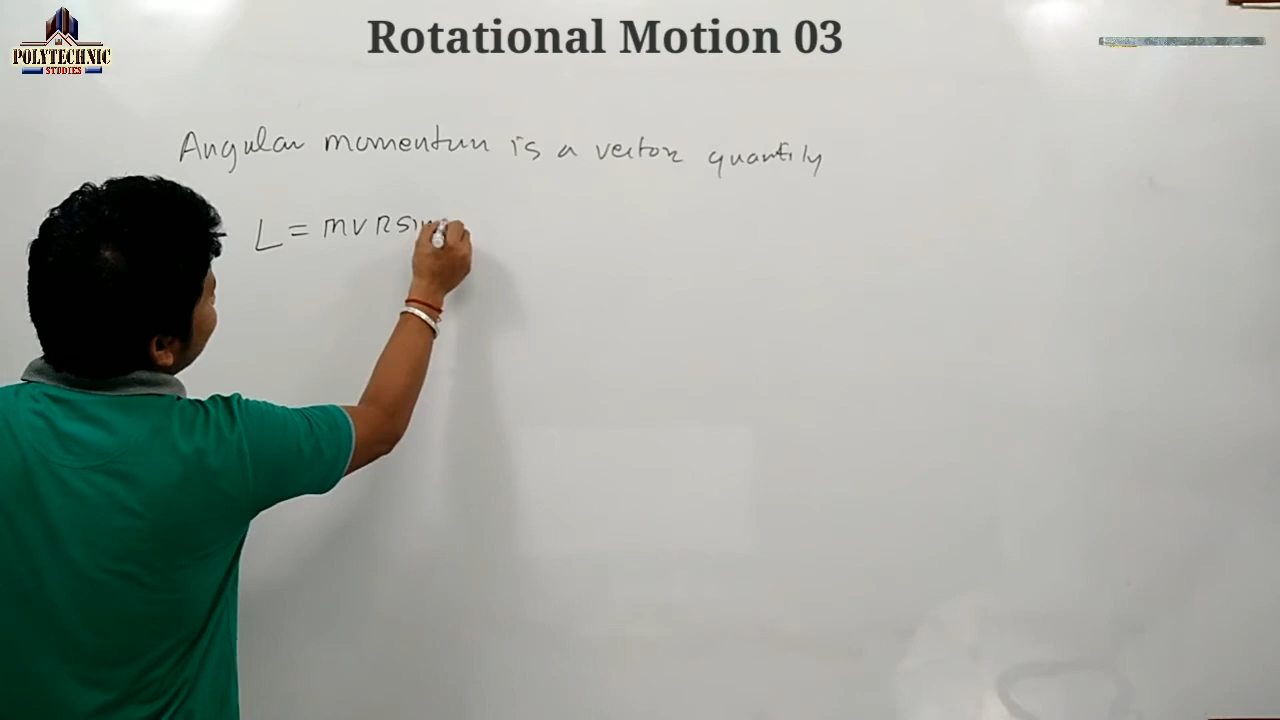 POLYTECHNIC
STUDIES
Rotational Motion 03
Angular momentum is a vector quantity
L = mVRsin